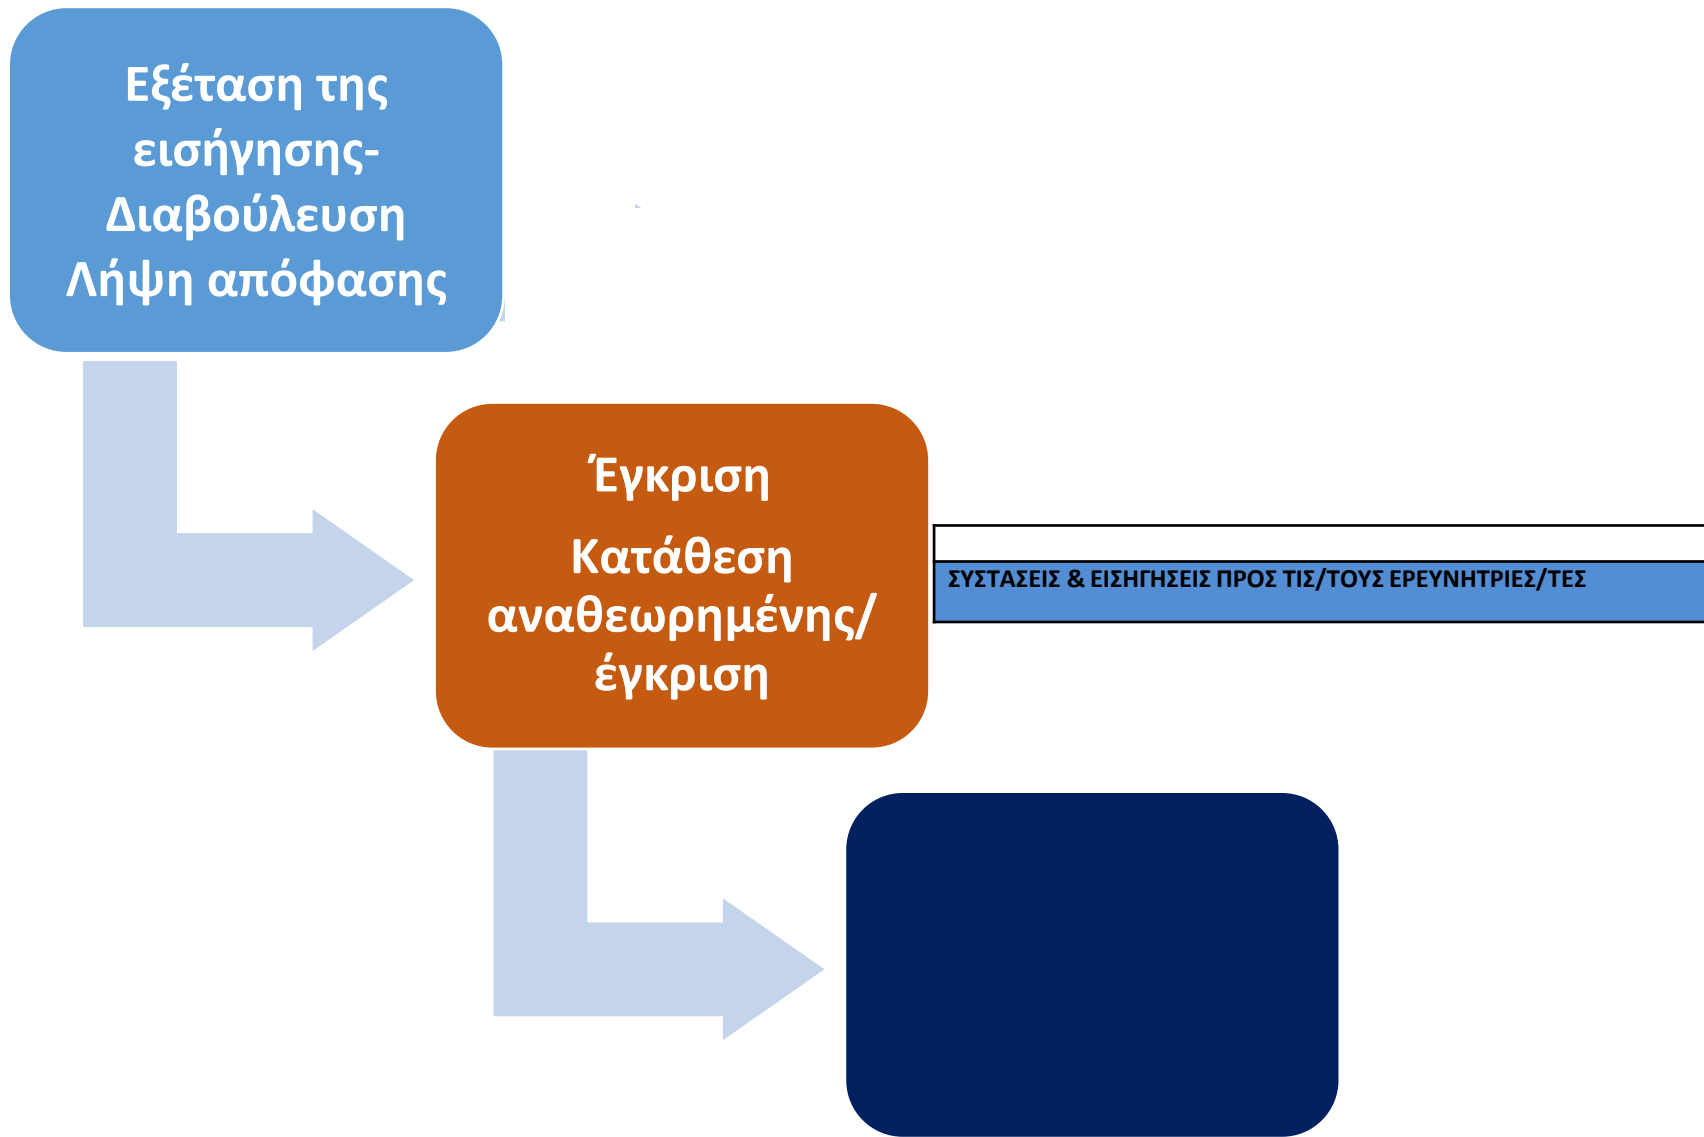 Εξέταση της
εισήγησης-
Διαβούλευση
Λήψη απόφασης
Έγκριση
Κατάθεση
αναθεωρημένης/
έγκριση
ΣΥΣΤΑΣΕΙΣ & ΕΙΣΗΓΗΣΕΙΣ ΠΡΟΣ ΤΙΣ/ΤΟΥΣ ΕΡΕΥΝΗΤΡΙΕΣ/ΤΕΣ